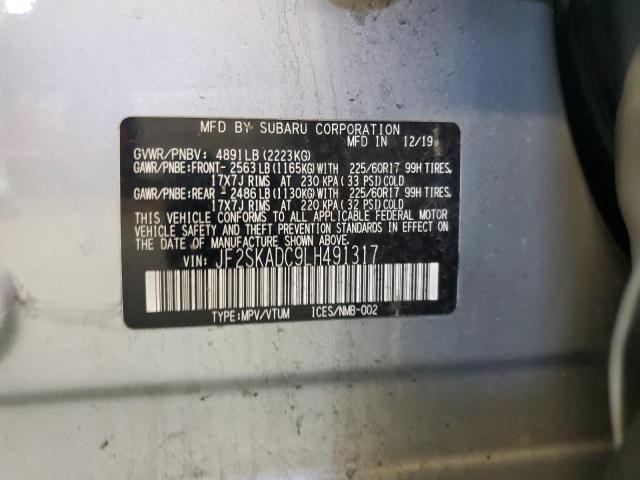 MFD BY SUBARU CORPORATION
MFD IN 12/19
GVWR/PNBV: 4891LB(2223KG)
GAWR/PNBE:FRONT-2563LB(1165KG)WITH 225/60R17 99H TIRES,
17X7J RIMS AT 230 KPA(33 PSI)COLD
GAWR/PNBE:REAR -2486LB(1130KG)WITH 225/60R17 99H TIRES
17X7J RIMS AT 220 KPA(32 PSI)COLD
THIS VEHICLE CONFORMS TO ALL APPLICABLE FEDERAL MOTOR
VEHICLE SAFETY AND THEFT PREVENTION STANDARDS IN EFFECT
ON THE DATE OF MANUFACTURE SHOWN ABOVE.
VIN: JF2SKADC9LH491317
TYPE:MPV/VTUM ICES/NMB-002